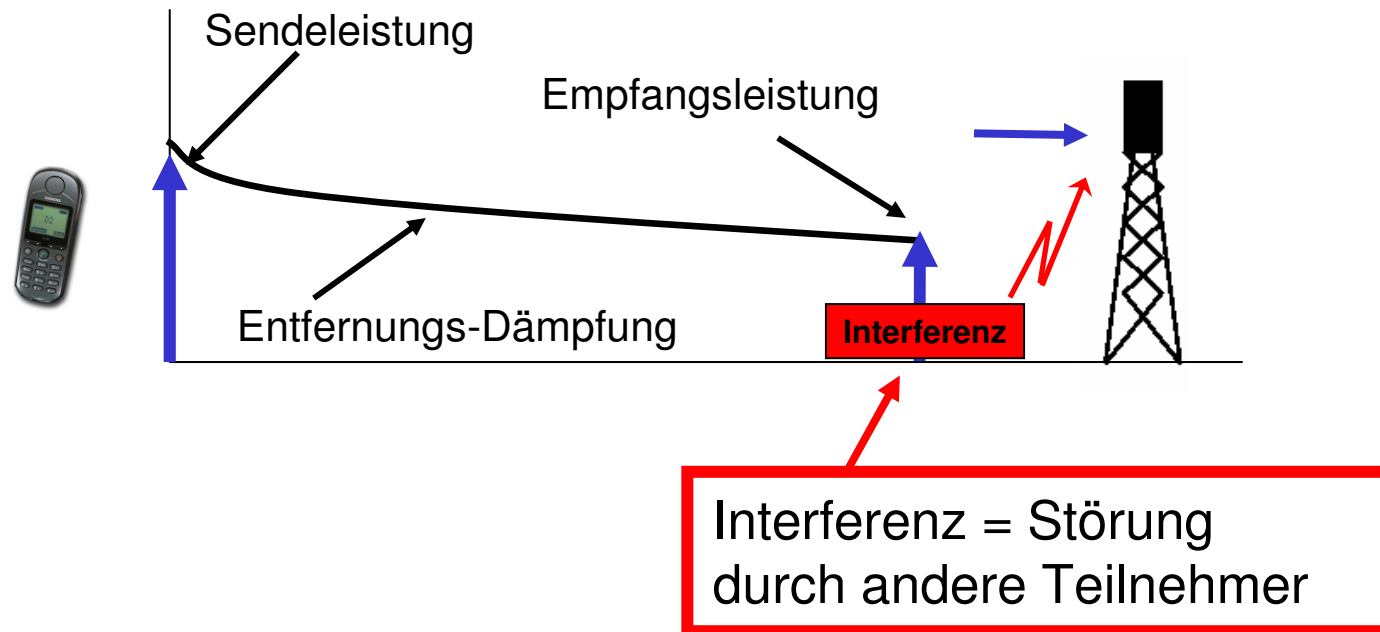 Sendeleistung
Empfangsleistung
Entfernungs-Dämpfung
Interferenz
Interferenz = Störung
durch andere Teilnehmer